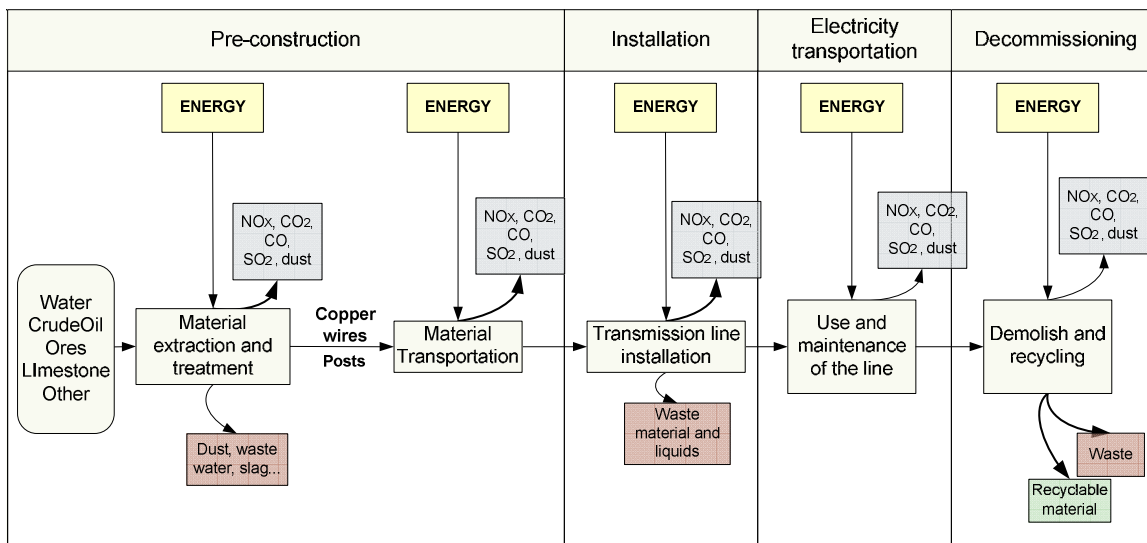 Pre-construction
Installation
Electricity
transportation
Decommissioning
ENERGY
ENERGY
ENERGY
ENERGY
ENERGY
NOx, CO2,
CO,
SO2, dust
NOx, CO2,
CO,
SO2, dust
NOx, CO2,
CO,
SO2, dust
NOx, CO2,
CO,
SO2, dust
NOx, CO2,
CO,
SO2, dust
Water
CrudeOil
Ores
LImestone
Other
Material
extraction and
treatment
Copper
wires
Posts
Material
Transportation
Transmission line
installation
Use and
maintenance
of the line
Demolish and
recycling
Dust, waste
water, slag...
Waste
material and
liquids
Waste
Recyclable
material